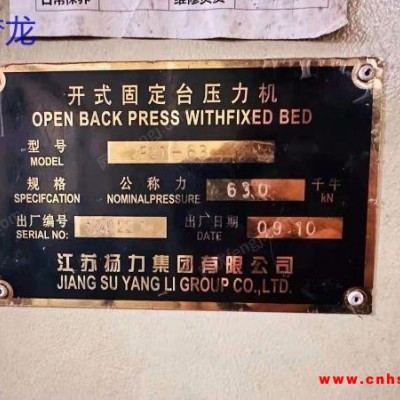 龙
开式固定台压力机
OPEN BACK PRESS WITHFIXED BED
型号
MODEL
规格 公称力 630 千牛
SPECIFCATION NOMINALPRESSURE kN
出厂编号 出厂日期 09.10
SERIAL NO: DATE
江苏扬力集团有限公司
JIANG SU YANG LI GROUP CO.,LTD.
www.cnhs